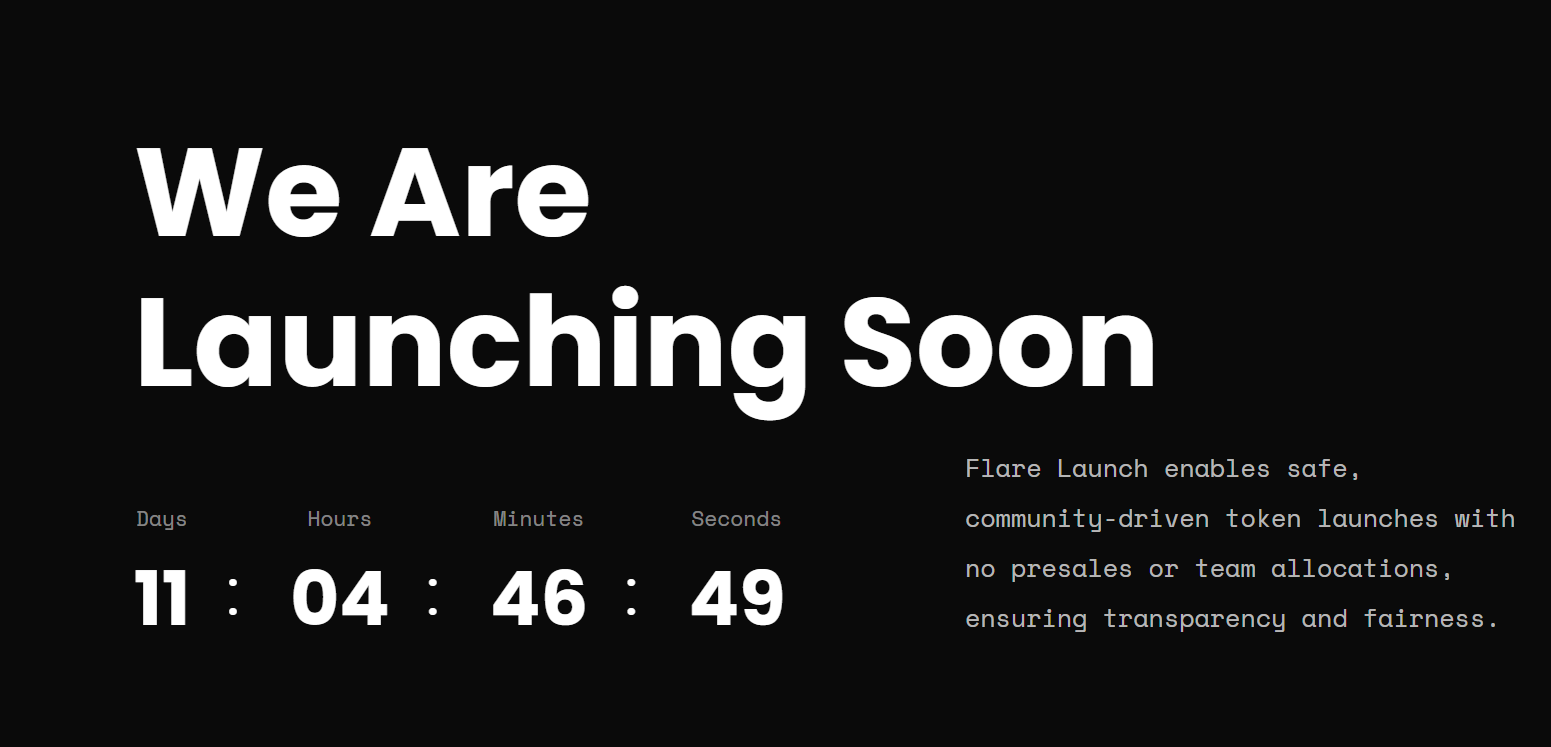 We Are
Launching Soon
Days Hours Minutes Seconds
11 : 04 : 46 : 49
Flare Launch enables safe,
community-driven token launches with
no presales or team allocations,
ensuring transparency and fairness.